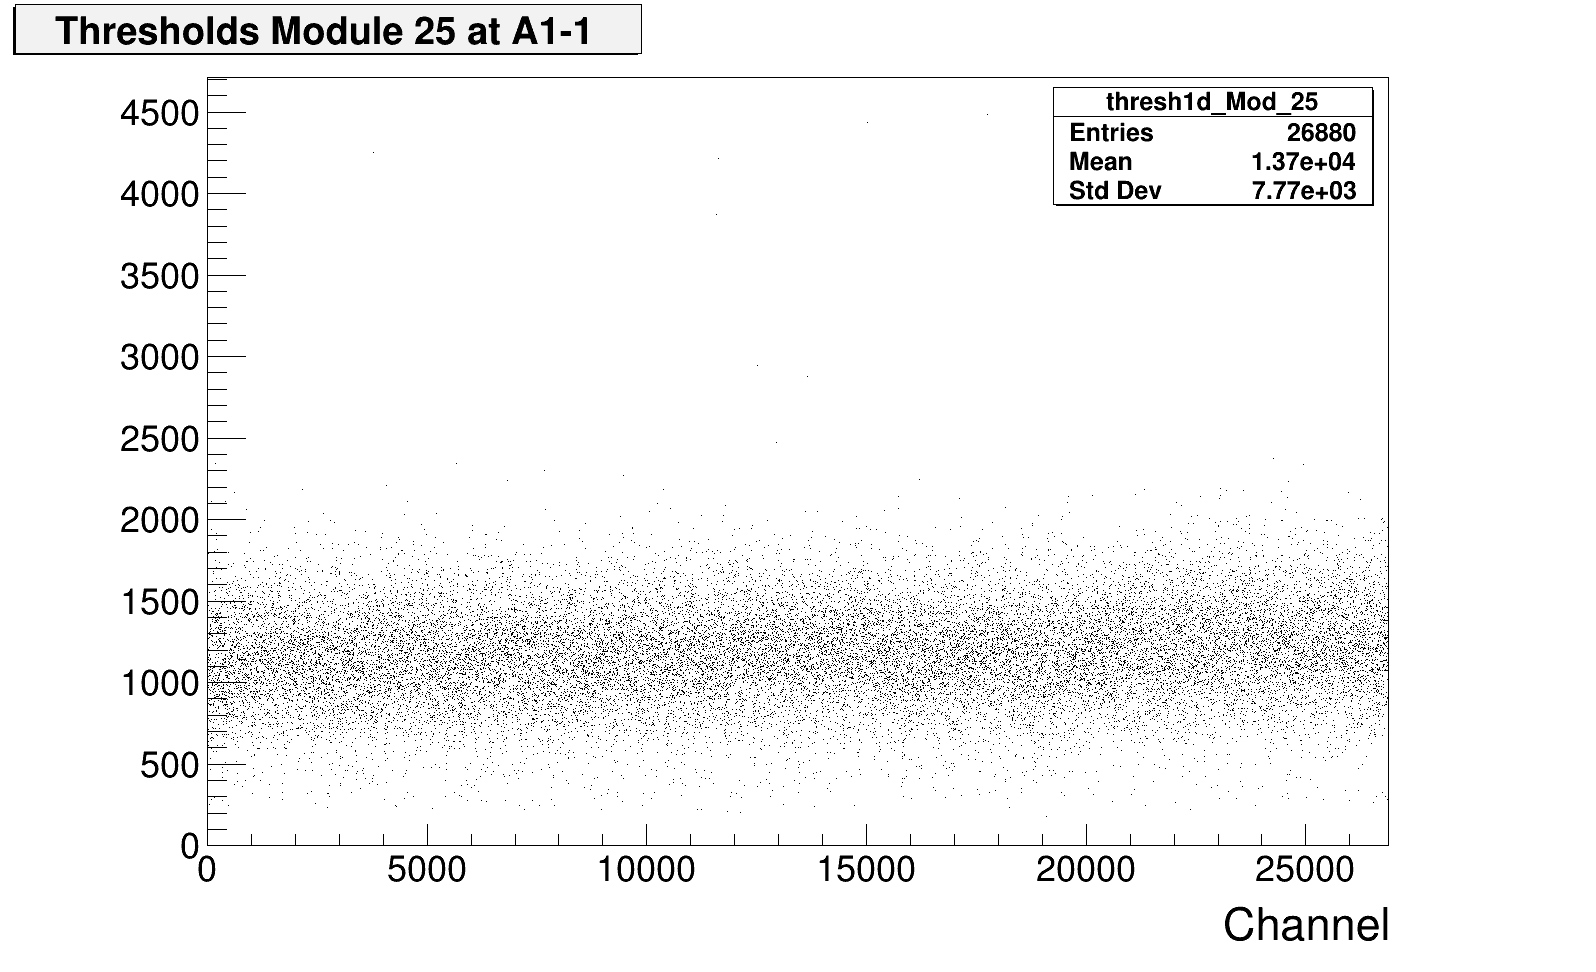 Thresholds Module 25 at A1-1
thresh1d_Mod_25
Entries 26880
Mean 1.37e+04
Std Dev 7.77e+03
4500
4000
3500
3000
2500
2000
1500
1000
500
0
0 5000 10000 15000 20000 25000
Channel